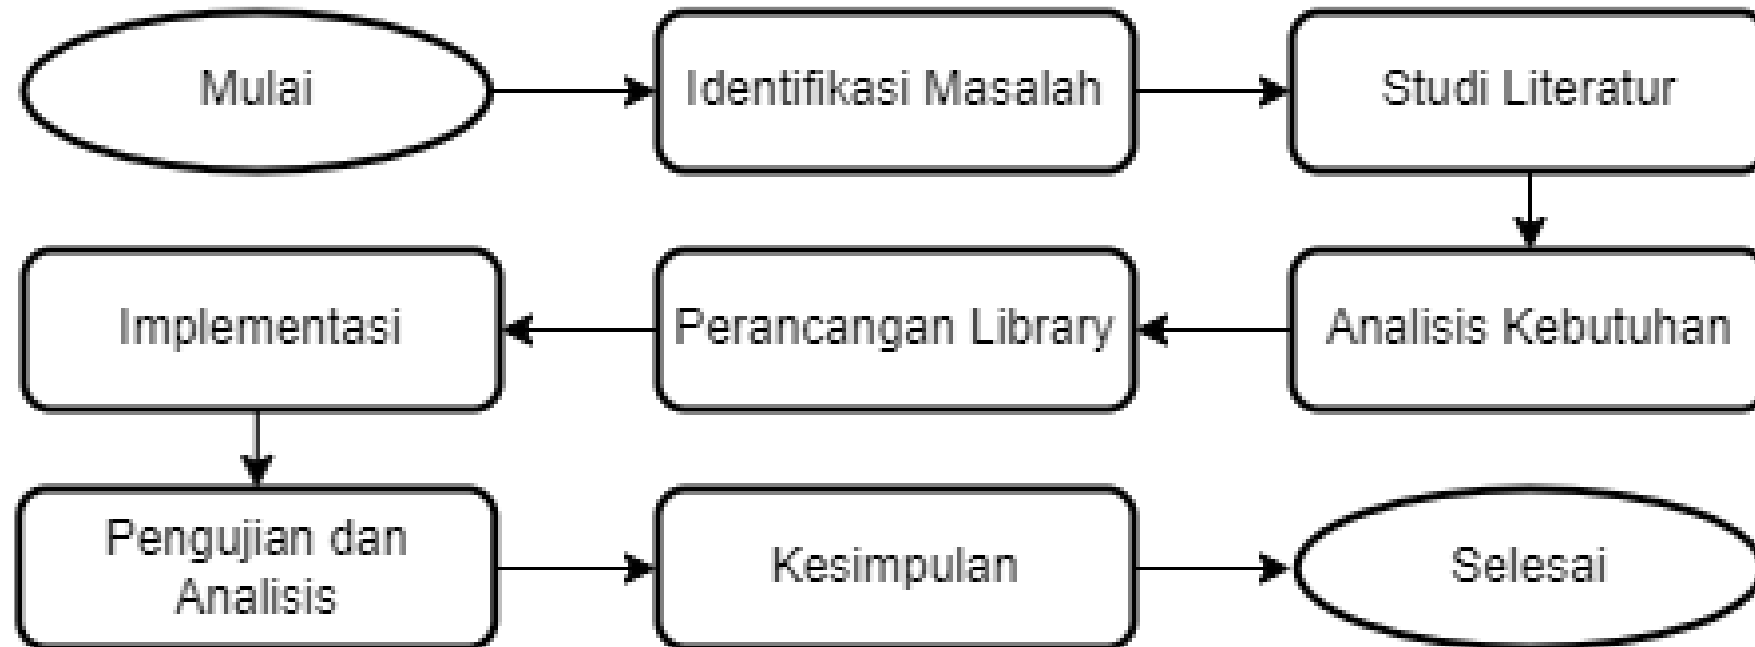 Mulai
Identifikasi Masalah
Studi Literatur
Analisis Kebutuhan
Perancangan Library
Implementasi
Pengujian dan
Analisis
Kesimpulan
Selesai